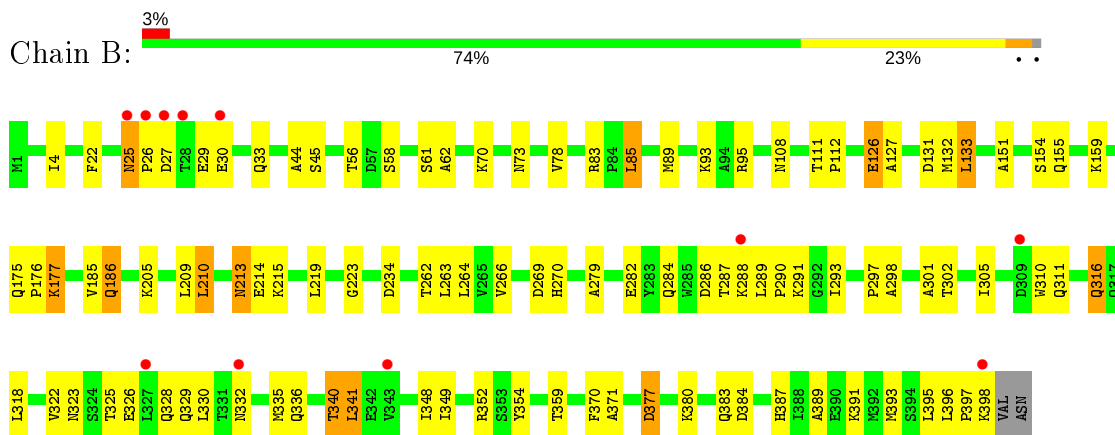 3%
Chain B:
74% 23% . .
M1 I4 F22 N25 P26 D27 T28 E29 E30 Q33 A44 S45 T56 D57 S58 S61 A62 K70 N73 V78 R83 P84 L85 M89 K93 A94 R95 N108 T111 P112 E126 A127 D131 M132 L133 A151 S154 Q155 K159
Q175 P176 K177 V185 Q186 K205 L209 L210 N213 E214 K215 L219 G223 D234 T262 L263 L264 V265 V266 D269 H270 A279 E282 Y283 Q284 W285 D286 T287 K288 L289 P290 K291 G292 I293 P297 A298 A301 T302 I305 D309 W310 Q311 Q316 Q317
L318 V322 N323 S324 T325 E326 L327 Q328 Q329 L330 T331 N332 M335 Q336 T340 L341 E342 V343 I348 L349 R352 S353 Y354 T359 F370 A371 D377 K380 Q383 D384 H387 I388 A389 E390 K391 M392 M393 S394 L395 L396 P397 K398 VAL ASN